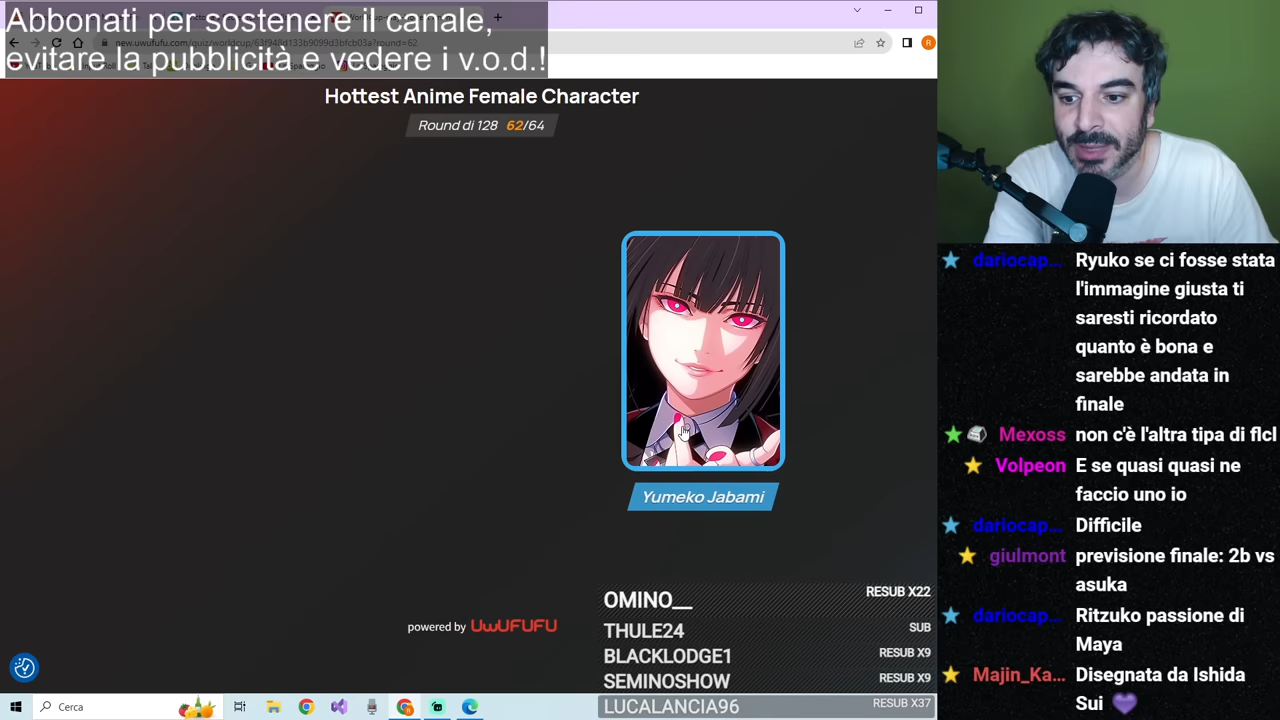 Abbonati per sostenere il canale,
evitare la pubblicità e vedere i v.o.d.!
Hottest Anime Female Character
Round di 128 62/64
Yumeko Jabami
powered by UwUFUFU
OMINO__ RESUB X22
THULE24 SUB
BLACKLODGE1 RESUB X9
SEMINOSHOW RESUB X9
LUCALANCIA96 RESUB X37
Cerca
dariocap... Ryuko se ci fosse stata
l'immagine giusta ti
saresti ricordato
quanto è bona e
sarebbe andata in
finale
Mexoss non c'è l'altra tipa di flcl
Volpeon E se quasi quasi ne
faccio uno io
dariocap... Difficile
giulmont previsione finale: 2b vs
asuka
dariocap... Ritzuko passione di
Maya
Majin_Ka... Disegnata da Ishida
Sui